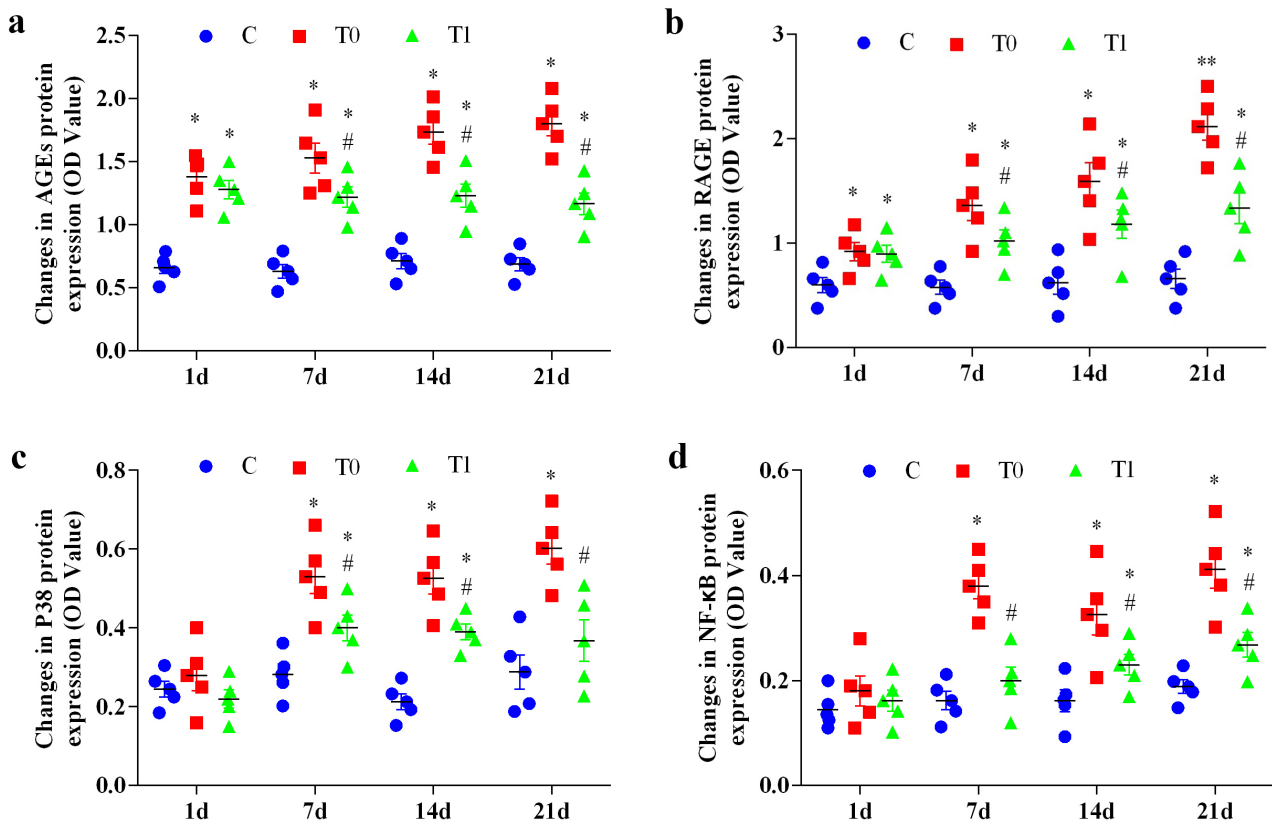 a
C T0 T1
Changes in AGEs protein
expression (OD Value)
2.5
2.0
1.5
1.0
0.5
0.0
* * * * # * * # * * #
1d 7d 14d 21d
b
C T0 T1
Changes in RAGE protein
expression (OD Value)
3
2
1
0
* * * * # * * # ** * #
1d 7d 14d 21d
c
C T0 T1
Changes in P38 protein
expression (OD Value)
0.8
0.6
0.4
0.2
0.0
* * # * * # * #
1d 7d 14d 21d
d
C T0 T1
Changes in NF-κB protein
expression (OD Value)
0.6
0.4
0.2
0.0
* # * * # * * #
1d 7d 14d 21d